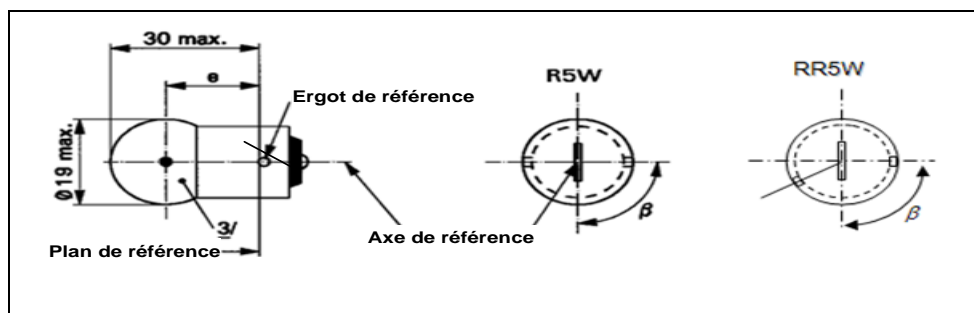 30 max.
e
Ergot de référence
R5W
RR5W
Ø19 max.
3/
β
β
Plan de référence
Axe de référence